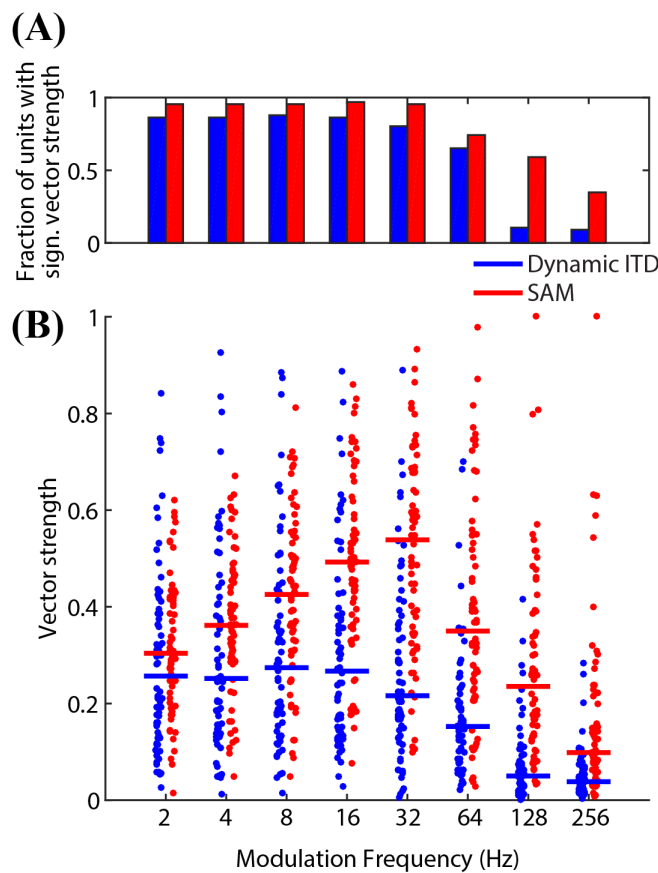 (A)
Fraction of units with
sign. vector strength
1
0.5
0
Dynamic ITD
SAM
(B)
Vector strength
1
0.8
0.6
0.4
0.2
0
2 4 8 16 32 64 128 256
Modulation Frequency (Hz)